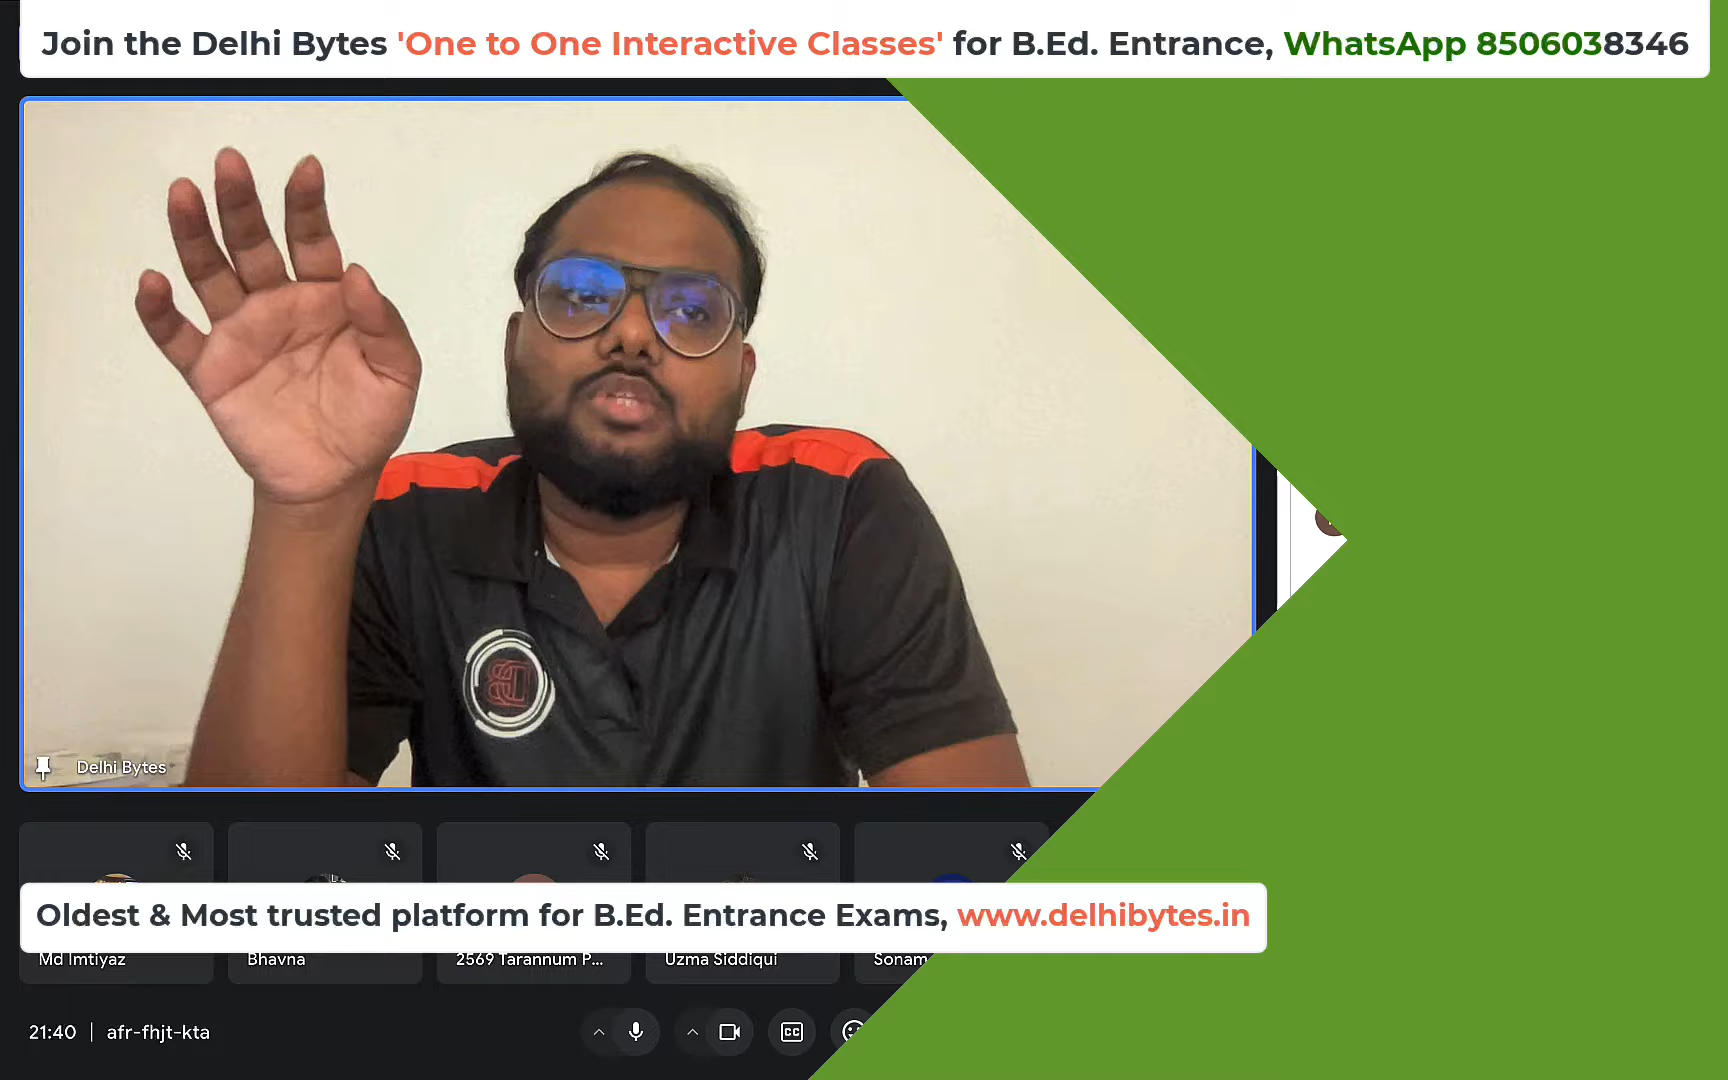 Join the Delhi Bytes 'One to One Interactive Classes' for B.Ed. Entrance, WhatsApp 8506038346
Delhi Bytes
Oldest & Most trusted platform for B.Ed. Entrance Exams, www.delhibytes.in
Md Imtiyaz
Bhavna
2569 Tarannum P...
Uzma Siddiqui
Sonam
21:40 | afr-fhjt-kta
CC